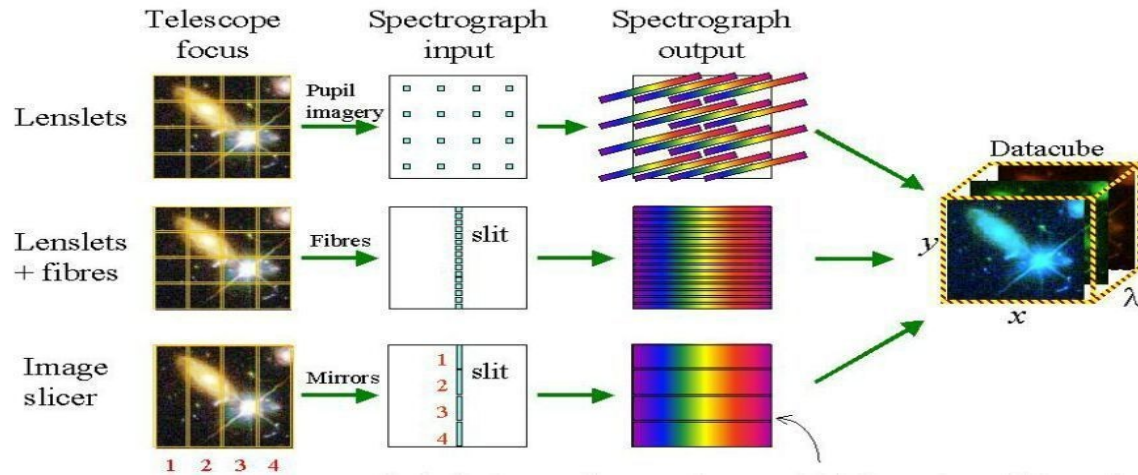 Telescope focus
Spectrograph input
Spectrograph output
Lenslets
Pupil imagery
Datacube
Lenslets + fibres
Fibres
slit
y
x
λ
Image slicer
Mirrors
1
2
3
4
slit
1 2 3 4